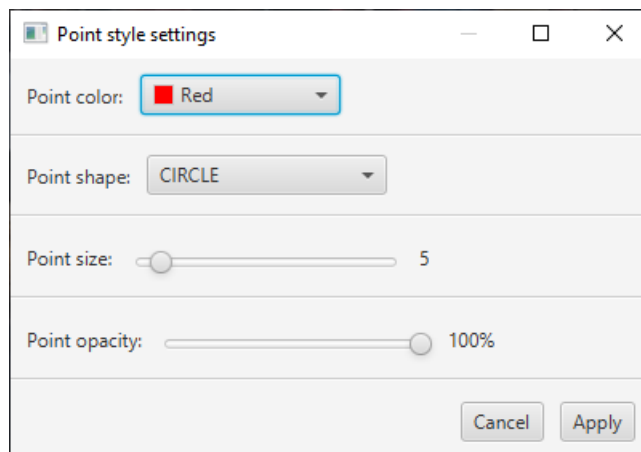 Point style settings
Point color: Red
Point shape: CIRCLE
Point size: 5
Point opacity: 100%
Cancel Apply